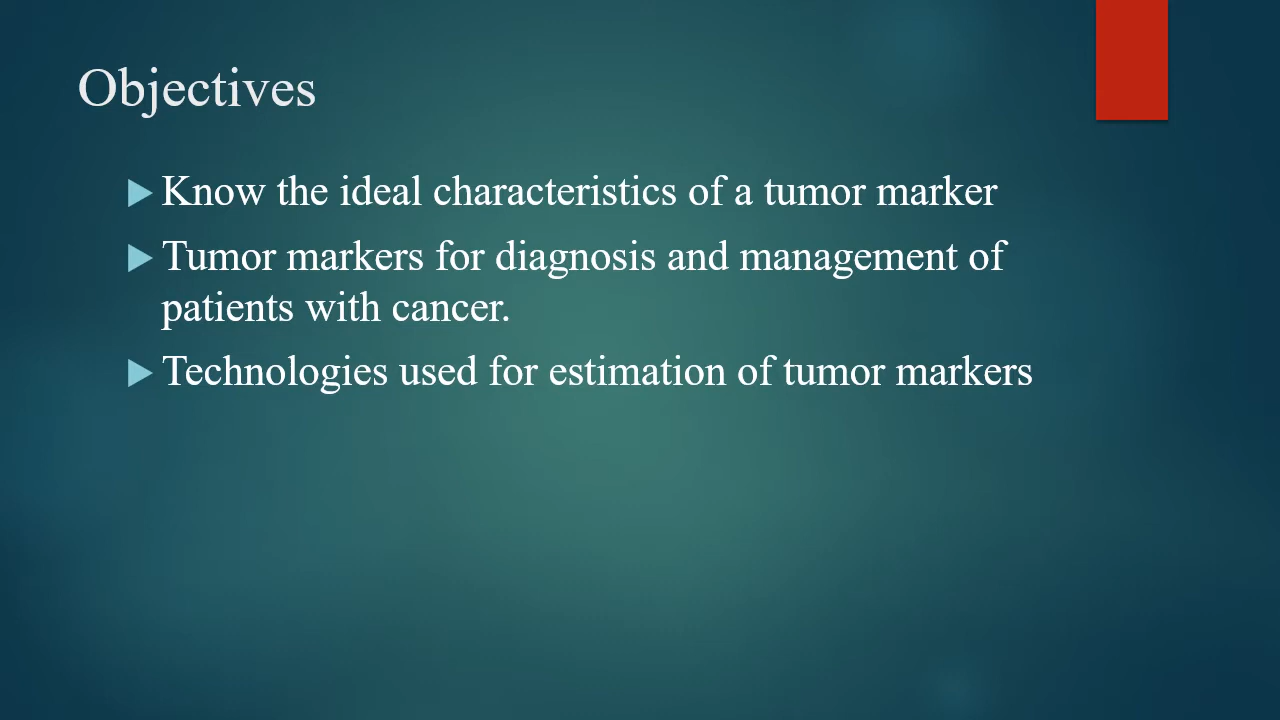 Objectives
Know the ideal characteristics of a tumor marker
Tumor markers for diagnosis and management of
patients with cancer.
Technologies used for estimation of tumor markers